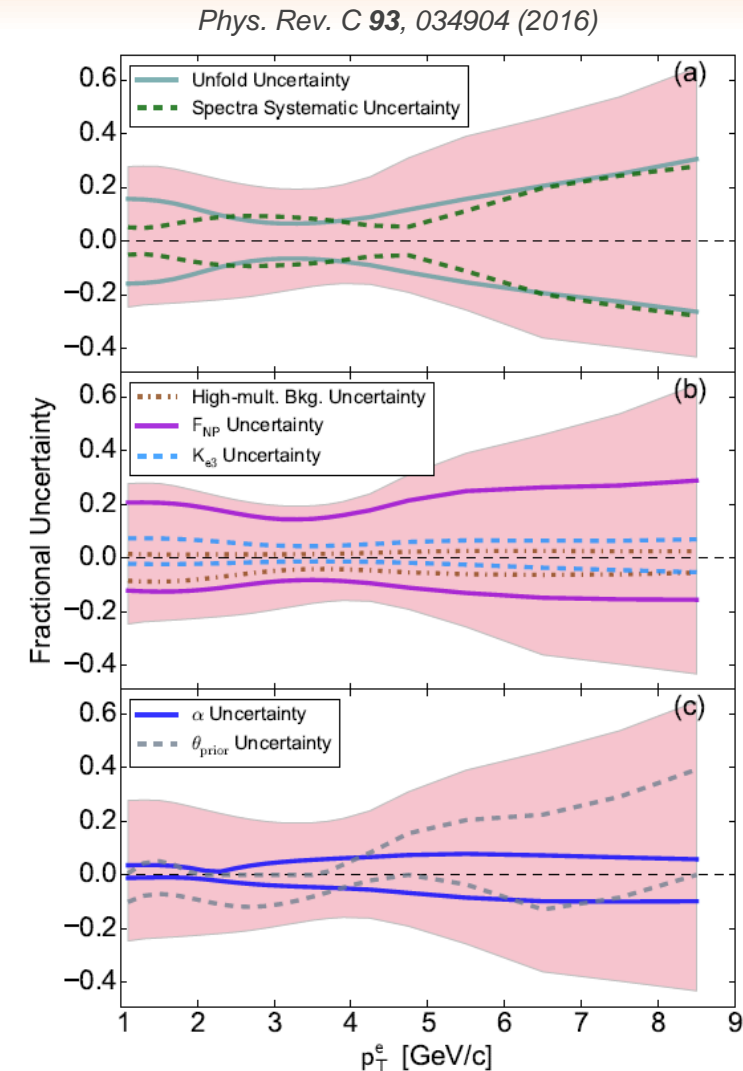 Phys. Rev. C 93, 034904 (2016)
(a)
Unfold Uncertainty
Spectra Systematic Uncertainty
0.6
0.4
0.2
0.0
−0.2
−0.4
(b)
High-mult. Bkg. Uncertainty
F_NP Uncertainty
K_e3 Uncertainty
0.6
0.4
0.2
0.0
−0.2
−0.4
Fractional Uncertainty
(c)
α Uncertainty
θ_prior Uncertainty
0.6
0.4
0.2
0.0
−0.2
−0.4
1 2 3 4 5 6 7 8 9
p_T^e [GeV/c]